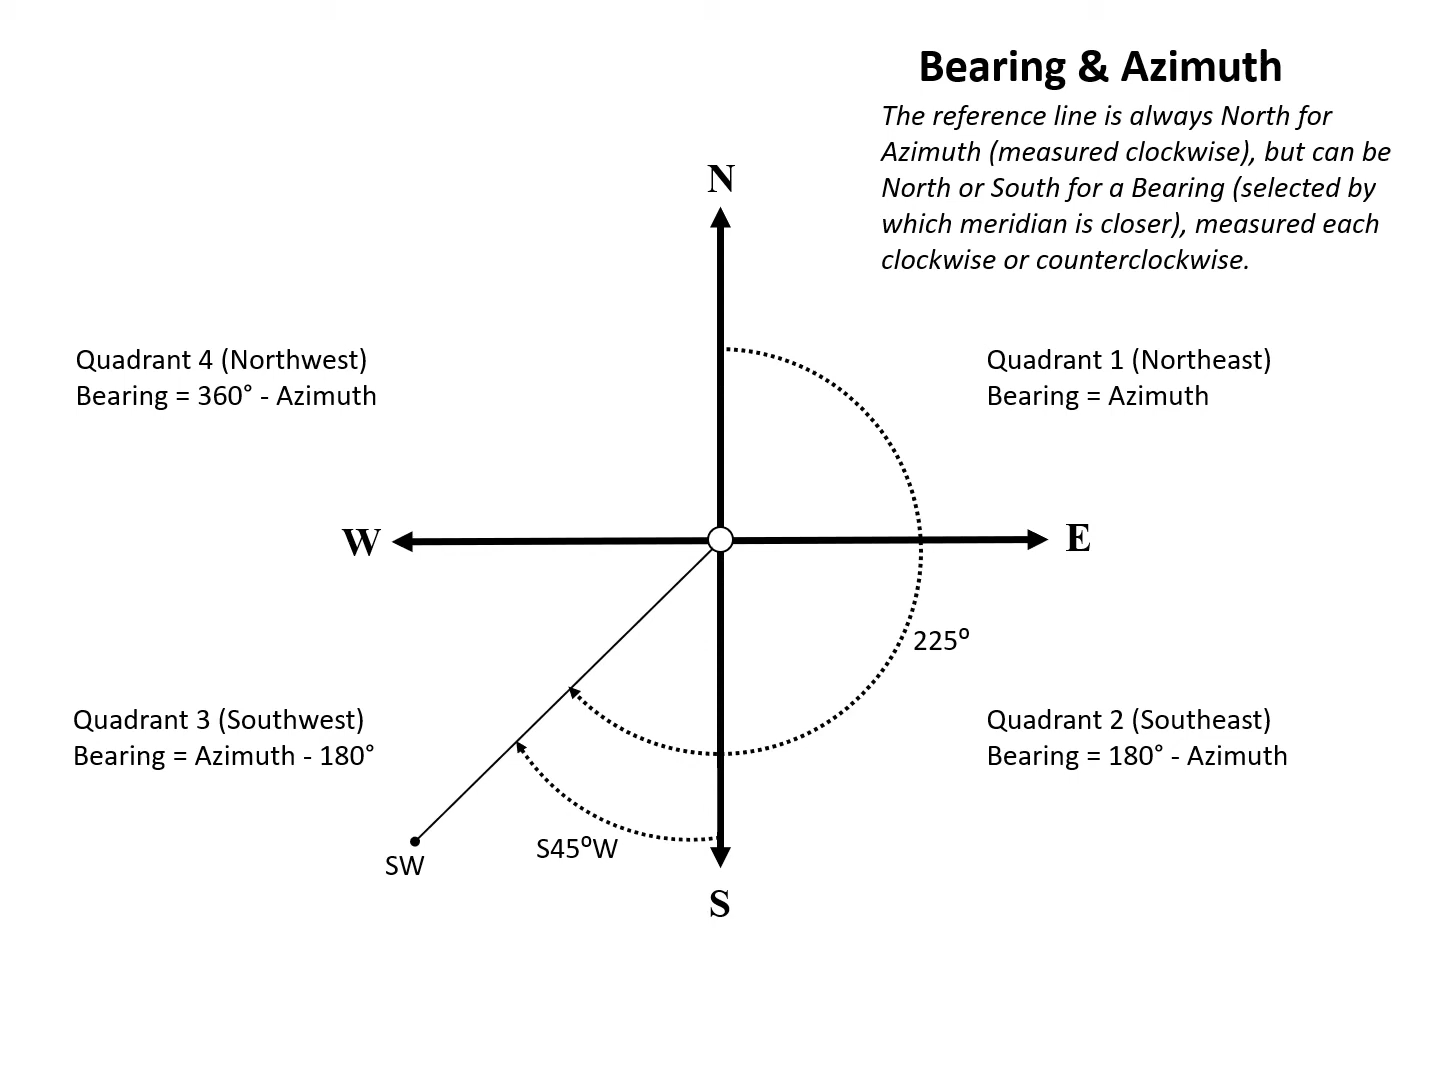 Bearing & Azimuth
The reference line is always North for
Azimuth (measured clockwise), but can be
North or South for a Bearing (selected by
which meridian is closer), measured each
clockwise or counterclockwise.
N
Quadrant 4 (Northwest)
Bearing = 360° - Azimuth
Quadrant 1 (Northeast)
Bearing = Azimuth
W
E
225º
Quadrant 3 (Southwest)
Bearing = Azimuth - 180°
Quadrant 2 (Southeast)
Bearing = 180° - Azimuth
S45ºW
SW
S